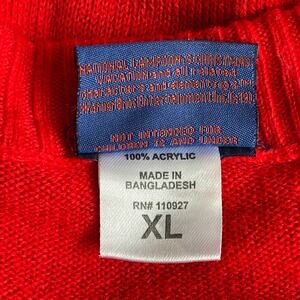 NATIONAL LAMPOON'S CHRISTMAS
VACATION and all related
characters and elements © & ™
Warner Bros. Entertainment Inc.
NOT INTENDED FOR
CHILDREN 12 AND UNDER
100% ACRYLIC
MADE IN
BANGLADESH
RN# 110927
XL